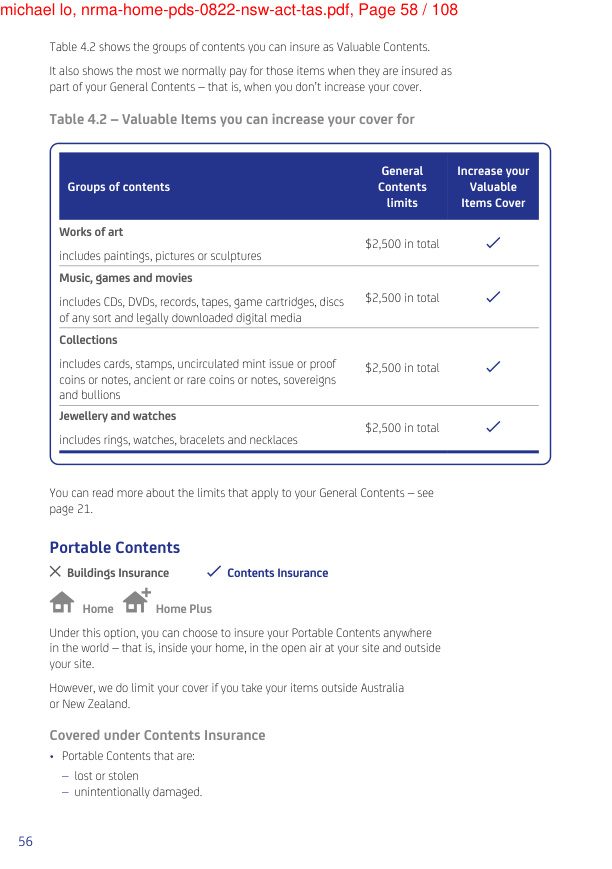 michael lo, nrma-home-pds-0822-nsw-act-tas.pdf, Page 58 / 108
Table 4.2 shows the groups of contents you can insure as Valuable Contents.
It also shows the most we normally pay for those items when they are insured as
part of your General Contents – that is, when you don't increase your cover.
Table 4.2 – Valuable Items you can increase your cover for
Groups of contents
General
Contents
limits
Increase your
Valuable
Items Cover
Works of art
includes paintings, pictures or sculptures
$2,500 in total
Music, games and movies
includes CDs, DVDs, records, tapes, game cartridges, discs
of any sort and legally downloaded digital media
$2,500 in total
Collections
includes cards, stamps, uncirculated mint issue or proof
coins or notes, ancient or rare coins or notes, sovereigns
and bullions
$2,500 in total
Jewellery and watches
includes rings, watches, bracelets and necklaces
$2,500 in total
You can read more about the limits that apply to your General Contents – see
page 21.
Portable Contents
Buildings Insurance
Contents Insurance
Home
Home Plus
Under this option, you can choose to insure your Portable Contents anywhere
in the world – that is, inside your home, in the open air at your site and outside
your site.
However, we do limit your cover if you take your items outside Australia
or New Zealand.
Covered under Contents Insurance
• Portable Contents that are:
– lost or stolen
– unintentionally damaged.
56